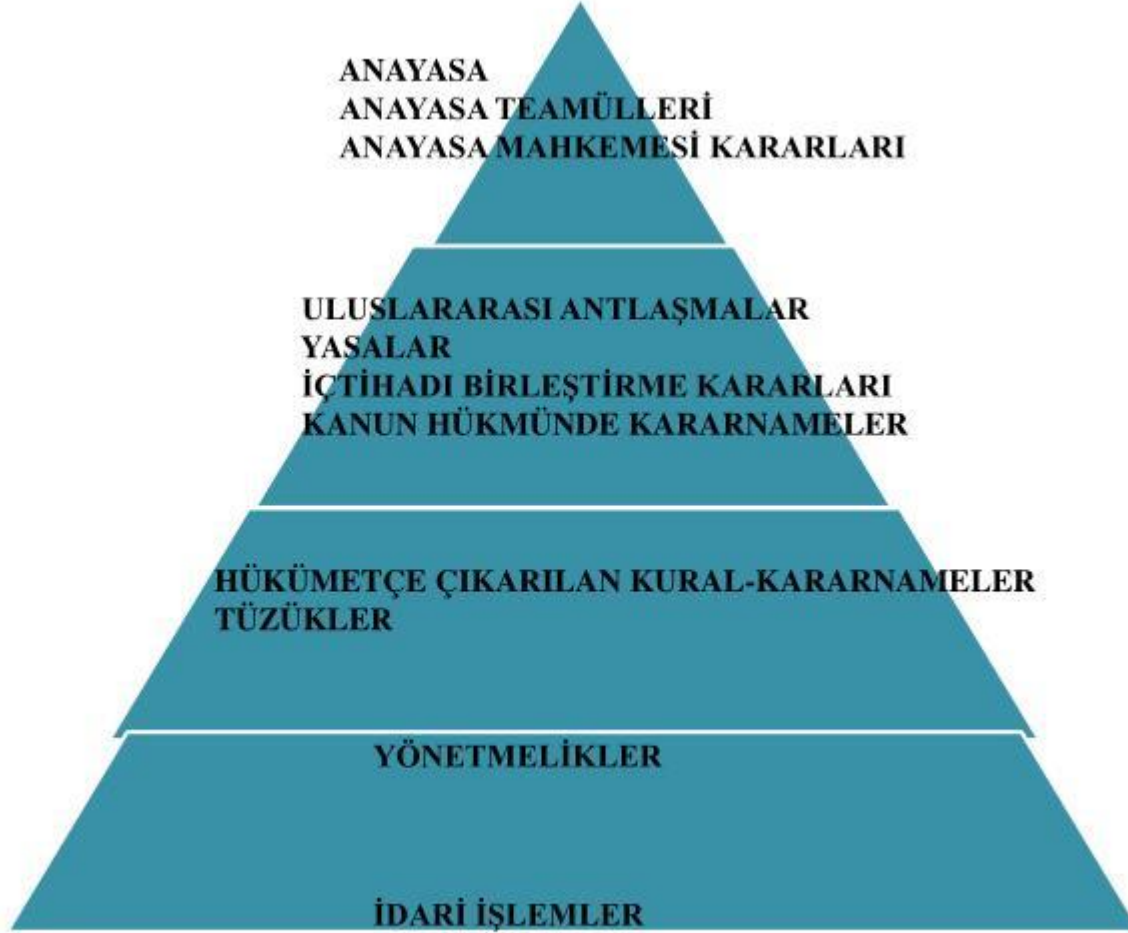 ANAYASA
ANAYASA TEAMÜLLERİ
ANAYASA MAHKEMESİ KARARLARI
ULUSLARARASI ANTLAŞMALAR
YASALAR
İÇTİHADI BİRLEŞTİRME KARARLARI
KANUN HÜKMÜNDE KARARNAMELER
HÜKÜMETÇE ÇIKARILAN KURAL-KARARNAMELER
TÜZÜKLER
YÖNETMELİKLER
İDARİ İŞLEMLER